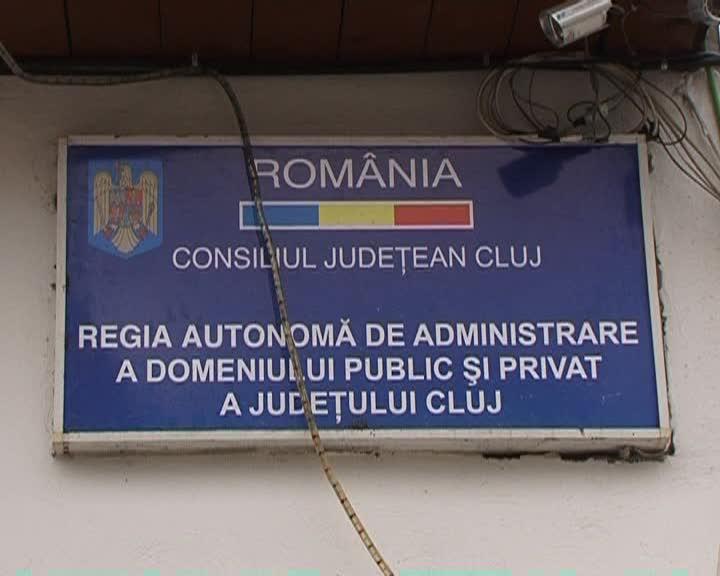 ROMÂNIA
CONSILIUL JUDEȚEAN CLUJ
REGIA AUTONOMĂ DE ADMINISTRARE
A DOMENIULUI PUBLIC ŞI PRIVAT
A JUDEȚULUI CLUJ